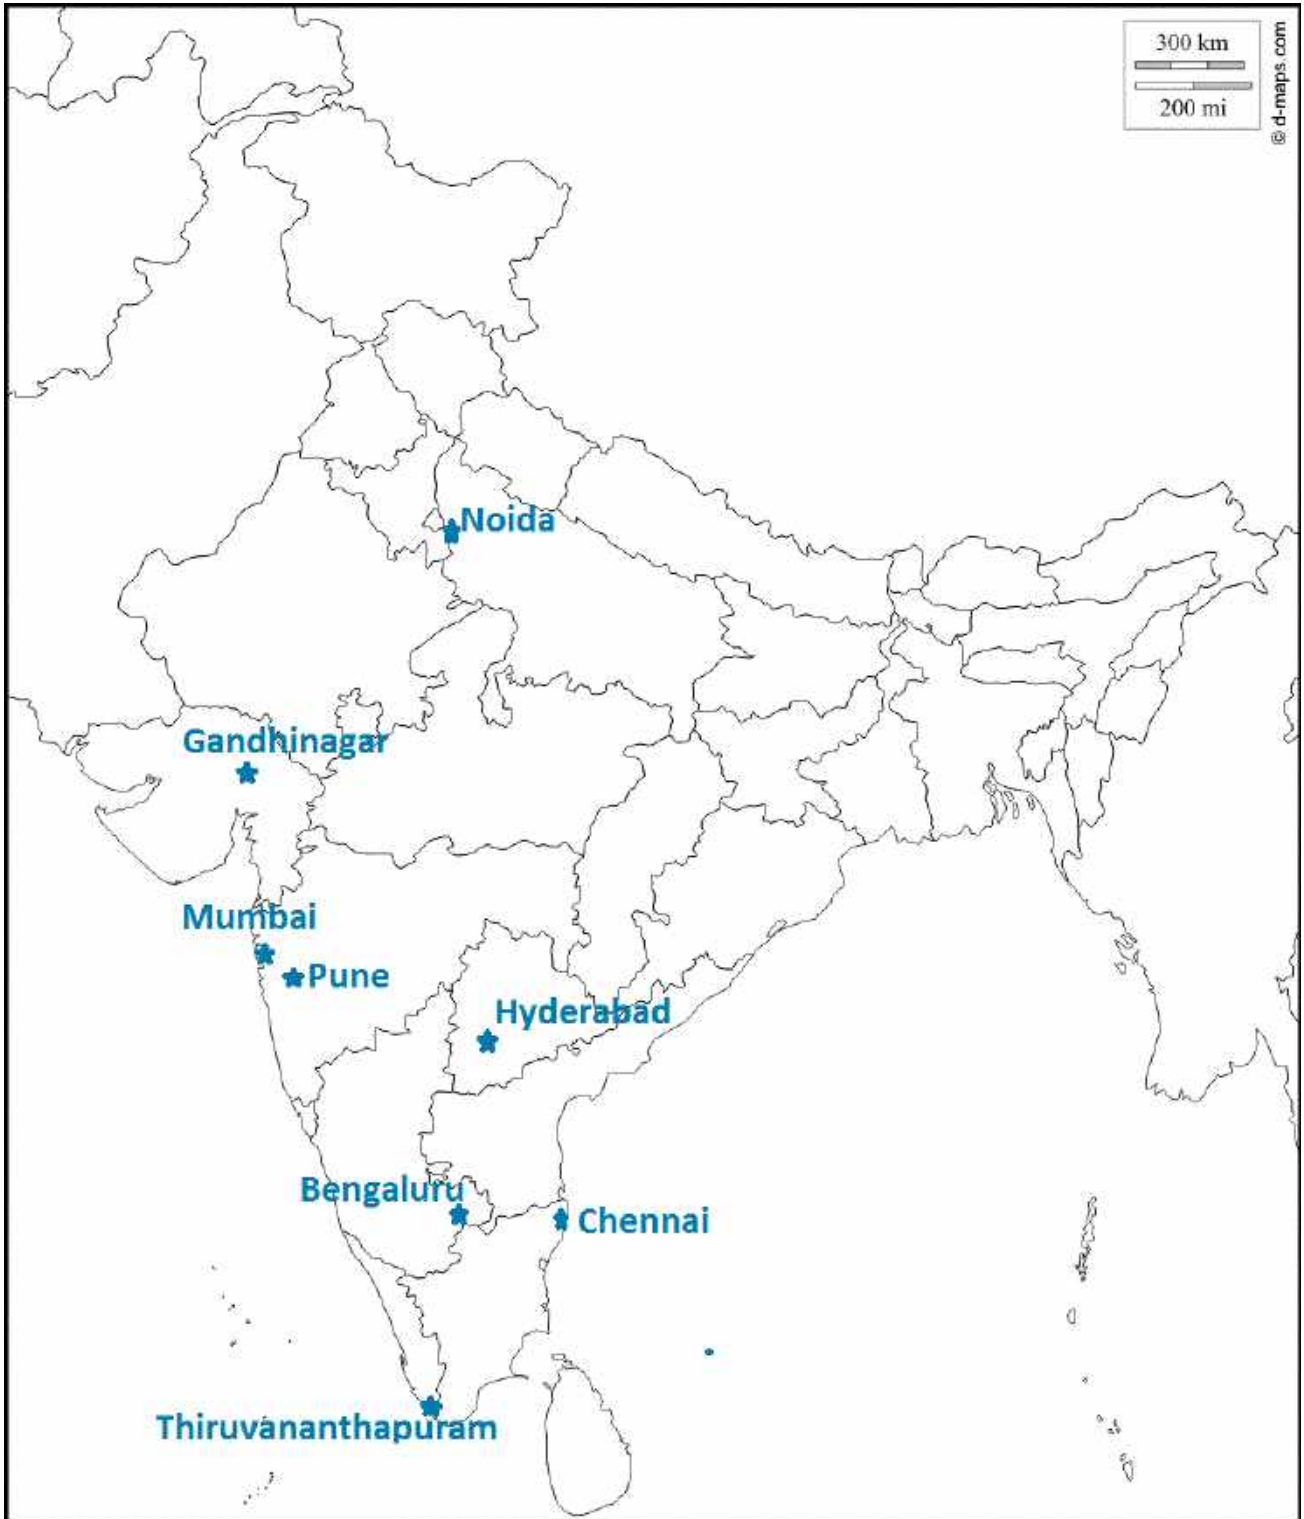 300 km
200 mi
© d-maps.com
Noida
Gandhinagar
Mumbai
Pune
Hyderabad
Bengaluru
Chennai
Thiruvananthapuram